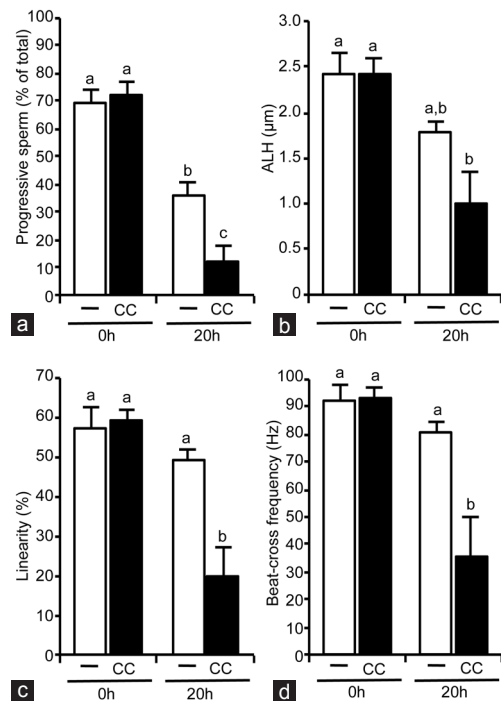 100
90
80
70
60
50
40
30
20
10
0
Progressive sperm (% of total)
a
a
b
c
– CC – CC
0h 20h
a
3.0
2.5
2.0
1.5
1.0
0.5
0.0
ALH (µm)
a
a
a,b
b
– CC – CC
0h 20h
b
70
60
50
40
30
20
10
0
Linearity (%)
a
a
a
b
– CC – CC
0h 20h
c
100
90
80
70
60
50
40
30
20
10
0
Beat-cross frequency (Hz)
a
a
a
b
– CC – CC
0h 20h
d